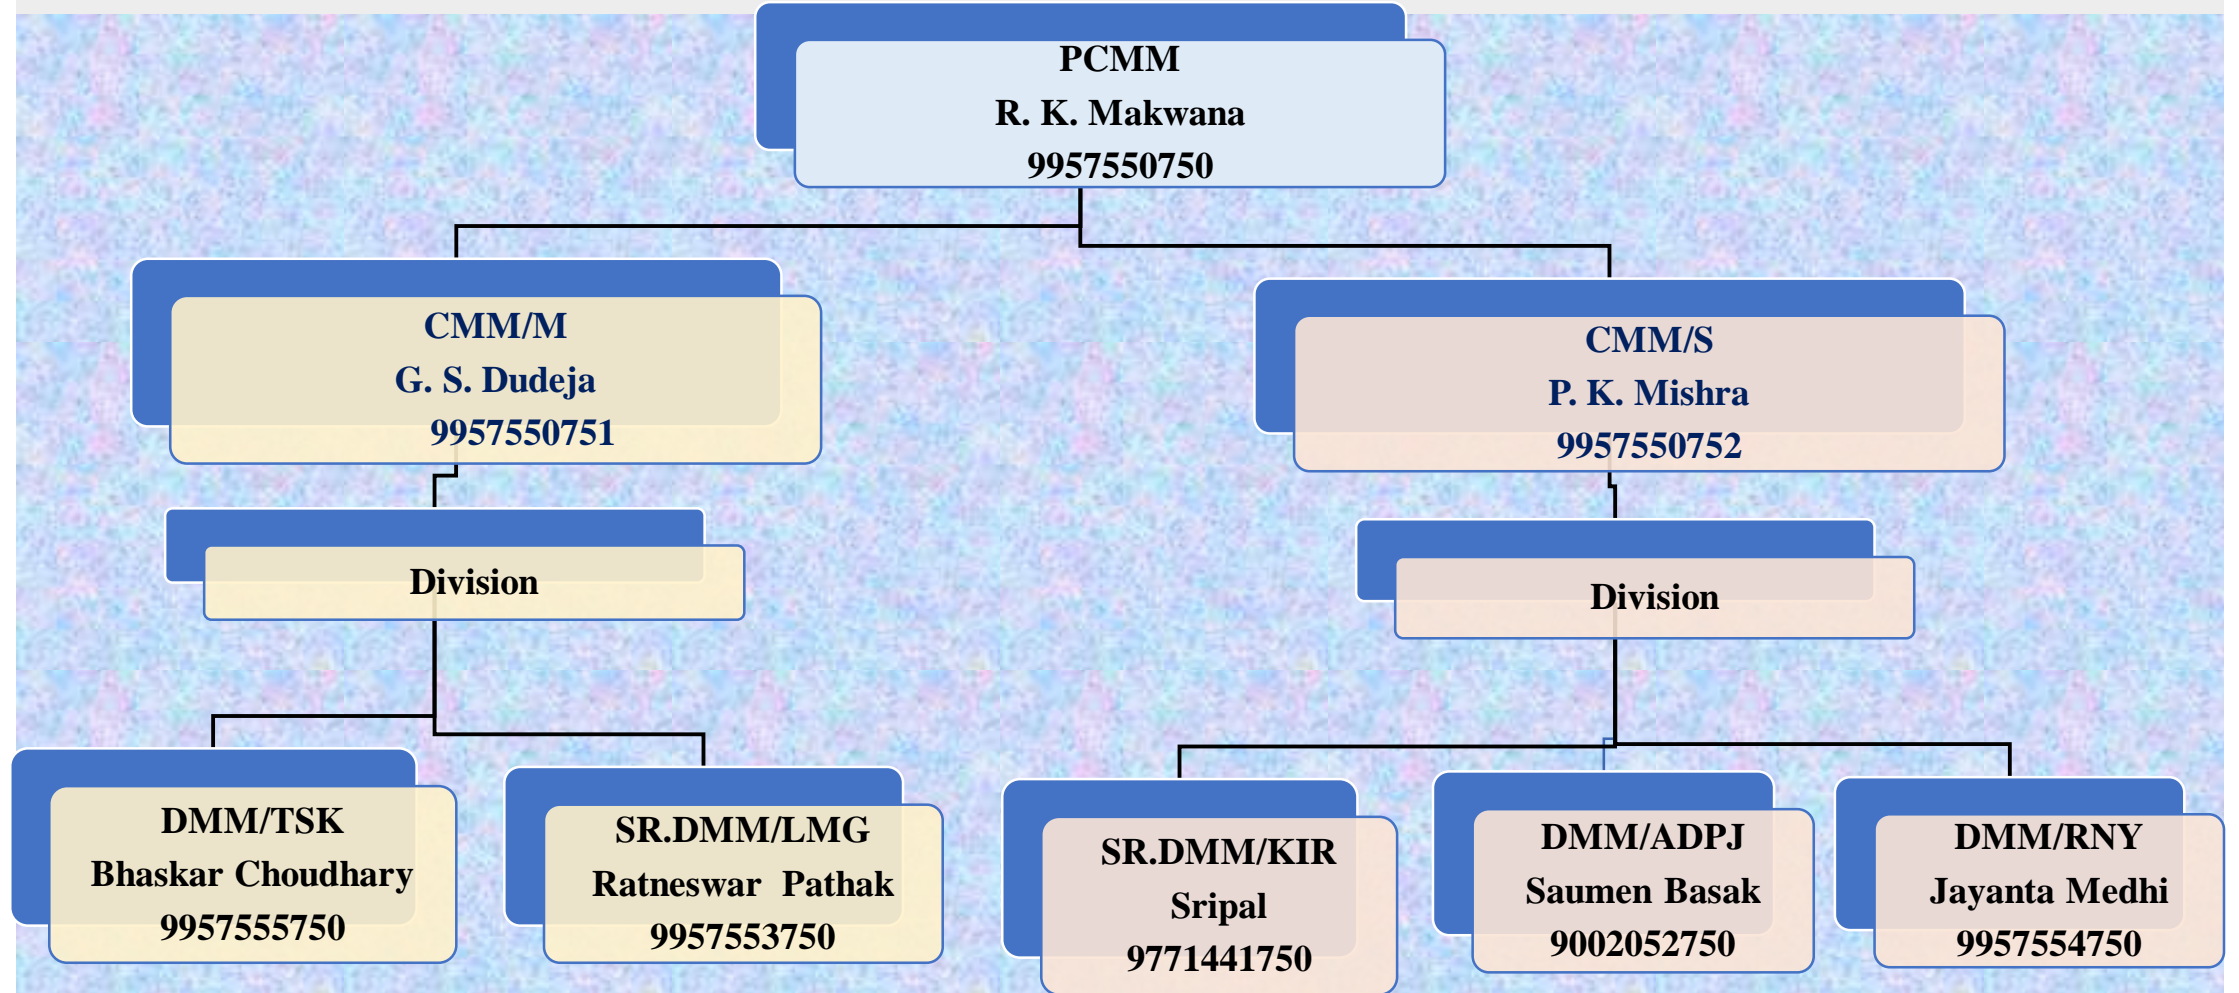 PCMM
R. K. Makwana
9957550750
CMM/M
G. S. Dudeja
9957550751
CMM/S
P. K. Mishra
9957550752
Division
Division
DMM/TSK
Bhaskar Choudhary
9957555750
SR.DMM/LMG
Ratneswar Pathak
9957553750
SR.DMM/KIR
Sripal
9771441750
DMM/ADPJ
Saumen Basak
9002052750
DMM/RNY
Jayanta Medhi
9957554750